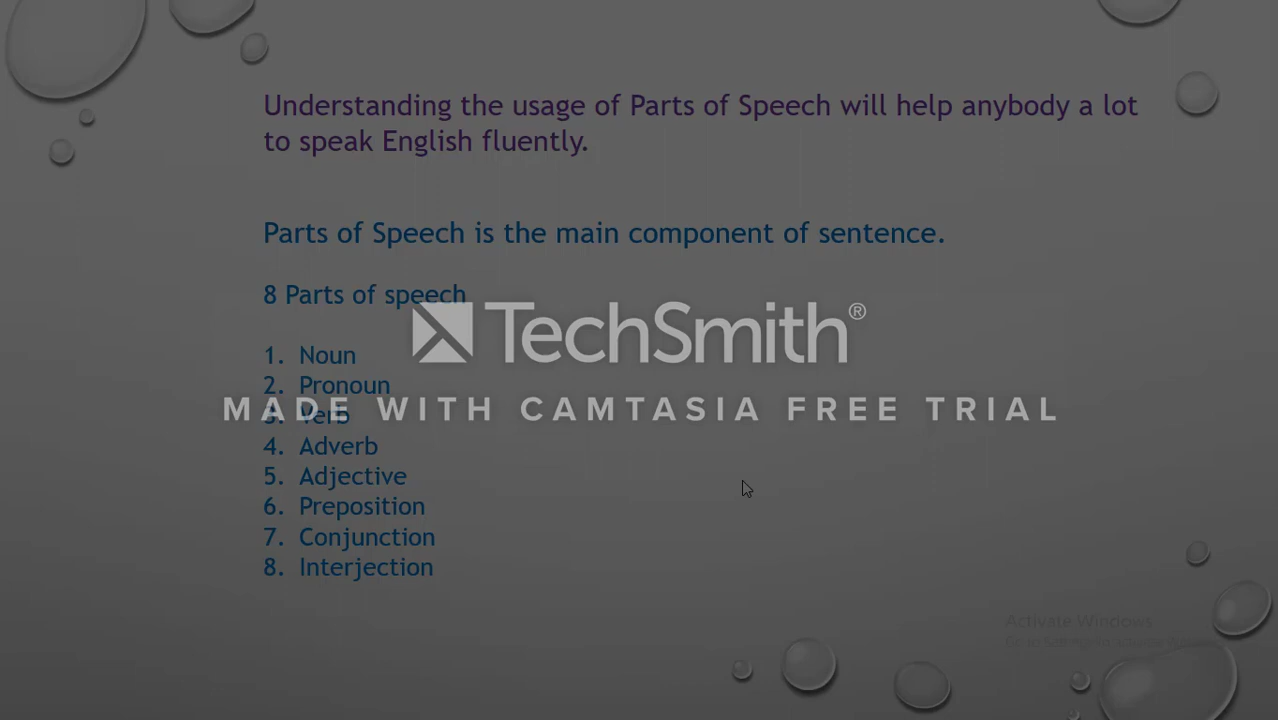 Understanding the usage of Parts of Speech will help anybody a lot
to speak English fluently.
Parts of Speech is the main component of sentence.
8 Parts of speech
TechSmith®
1. Noun
2. Pronoun
3. Verb
MADE WITH CAMTASIA FREE TRIAL
4. Adverb
5. Adjective
6. Preposition
7. Conjunction
8. Interjection
Activate Windows